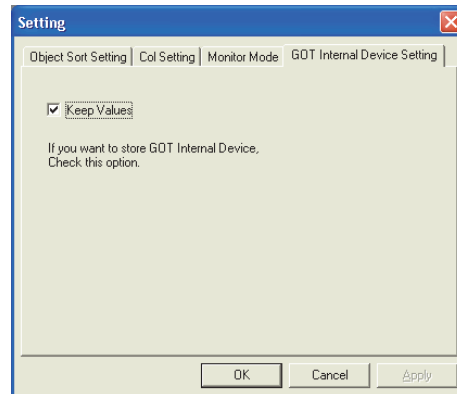 Setting
Object Sort Setting Col Setting Monitor Mode GOT Internal Device Setting
Keep Values
If you want to store GOT Internal Device,
Check this option.
OK Cancel Apply